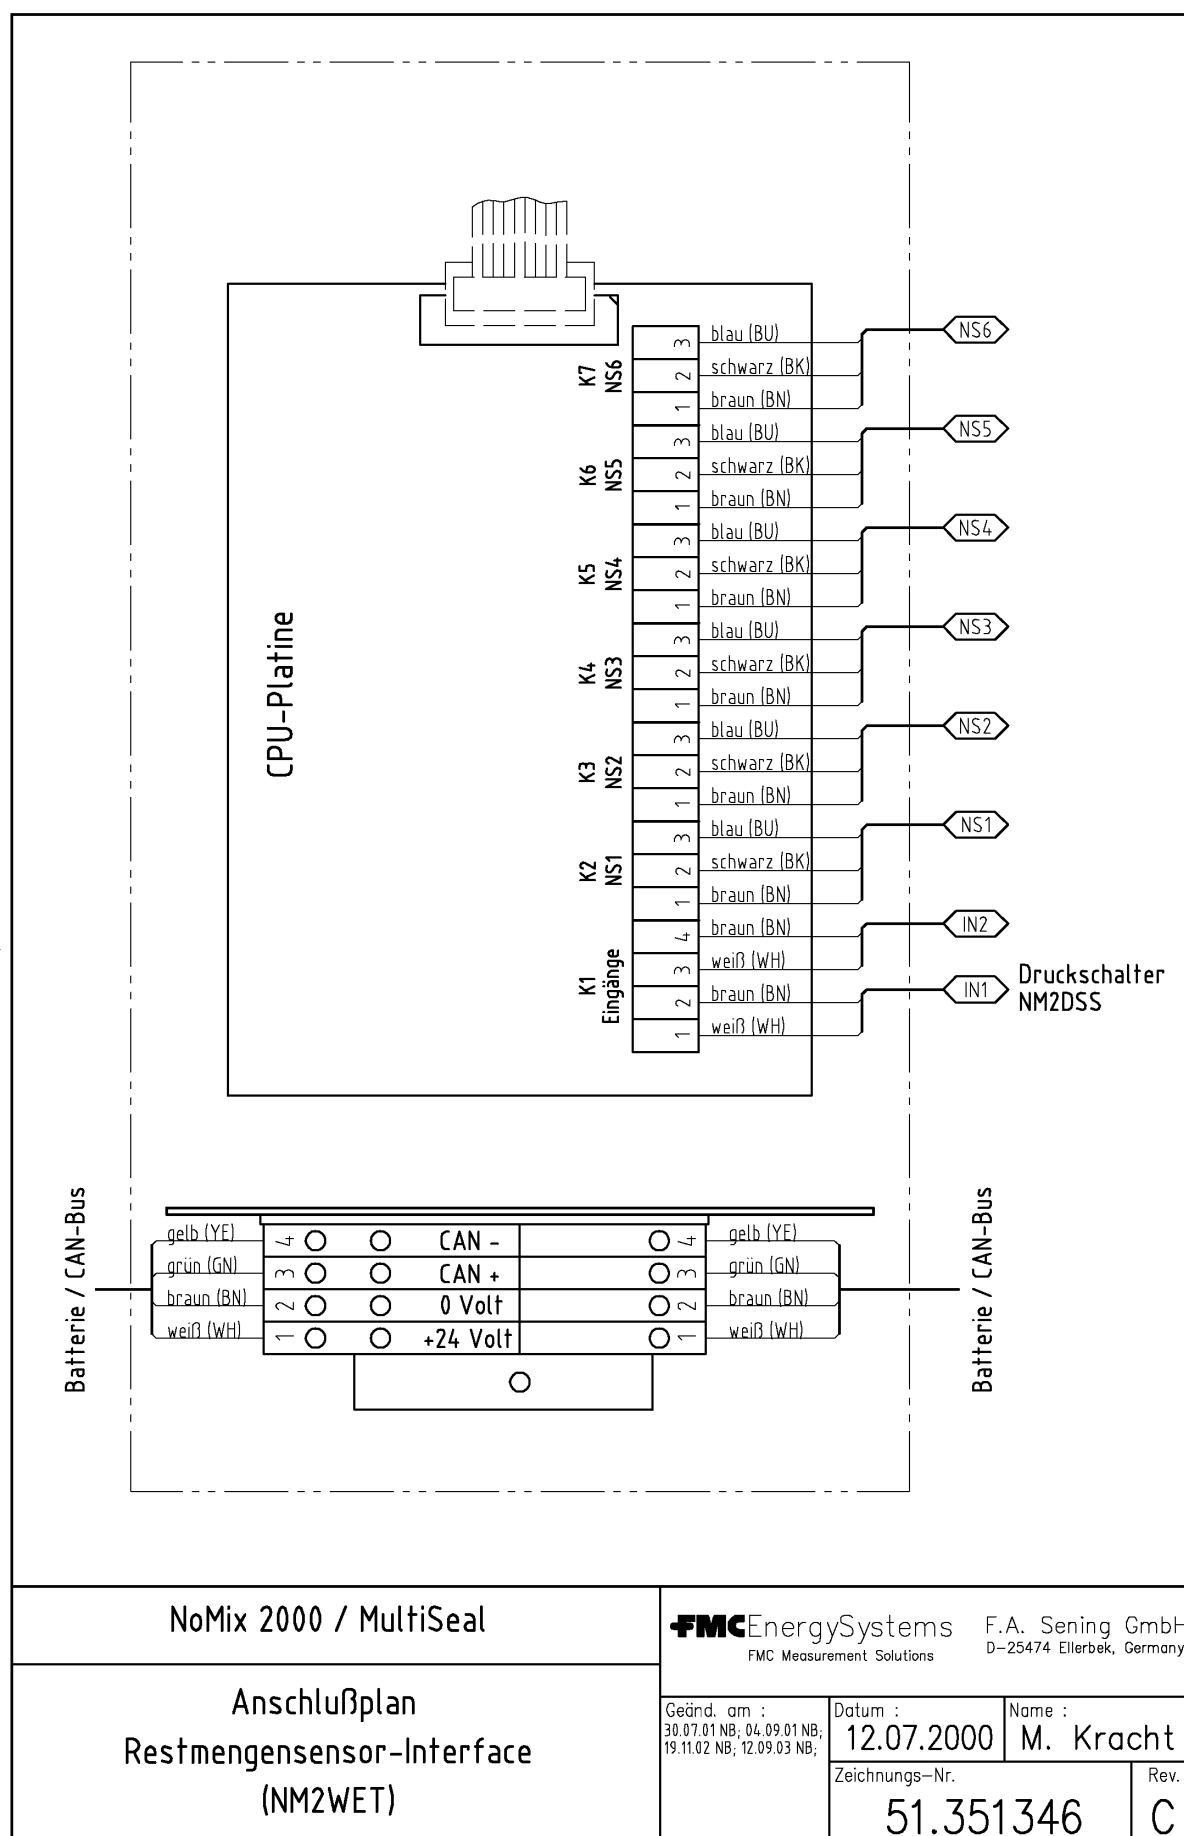 blau (BU)
schwarz (BK)
braun (BN)
3
2
1
K7
NS6
NS6
blau (BU)
schwarz (BK)
braun (BN)
3
2
1
K6
NS5
NS5
blau (BU)
schwarz (BK)
braun (BN)
3
2
1
K5
NS4
NS4
blau (BU)
schwarz (BK)
braun (BN)
3
2
1
K4
NS3
NS3
blau (BU)
schwarz (BK)
braun (BN)
3
2
1
K3
NS2
NS2
blau (BU)
schwarz (BK)
braun (BN)
3
2
1
K2
NS1
NS1
braun (BN)
weiß (WH)
braun (BN)
weiß (WH)
4
3
2
1
K1
Eingänge
IN2
IN1
Druckschalter
NM2DSS
CPU-Platine
Batterie / CAN-Bus
gelb (YE) 4 CAN - 4 gelb (YE)
grün (GN) 3 CAN + 3 grün (GN)
braun (BN) 2 0 Volt 2 braun (BN)
weiß (WH) 1 +24 Volt 1 weiß (WH)
Batterie / CAN-Bus
NoMix 2000 / MultiSeal
Anschlußplan
Restmengensensor-Interface
(NM2WET)
FMC EnergySystems
FMC Measurement Solutions
F.A. Sening GmbH
D-25474 Ellerbek, Germany
Geänd. am :
30.07.01 NB; 04.09.01 NB;
19.11.02 NB; 12.09.03 NB;
Datum :
12.07.2000
Name :
M. Kracht
Zeichnungs-Nr.
51.351346
Rev.
C